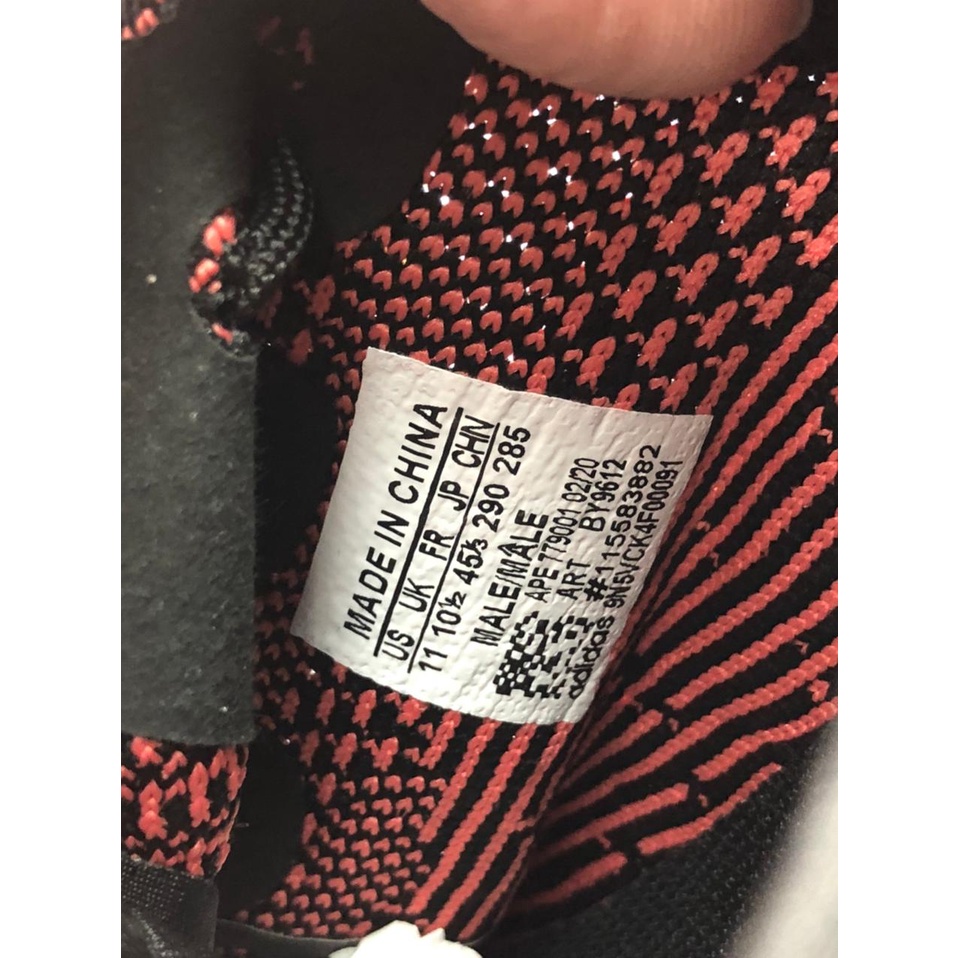 MADE IN CHINA
US UK FR JP CHN
11 10½ 45⅓ 290 285
MALE/MALE
APE 779001 02/20
ART BY9612
#115583882
adidas 9N5VCK4F00091